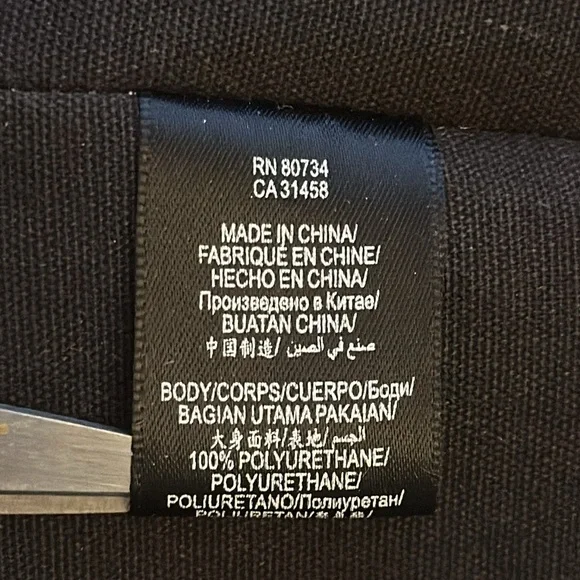 RN 80734
CA 31458
MADE IN CHINA/
FABRIQUÉ EN CHINE/
HECHO EN CHINA/
Произведено в Китае/
BUATAN CHINA/
中国制造/ صنع في الصين
BODY/CORPS/CUERPO/Боди/
BAGIAN UTAMA PAKAIAN/
大身面料/表地/ الجسم/
100% POLYURETHANE/
POLYURETHANE/
POLIURETANO/Полиуретан/
POLIURETAN/